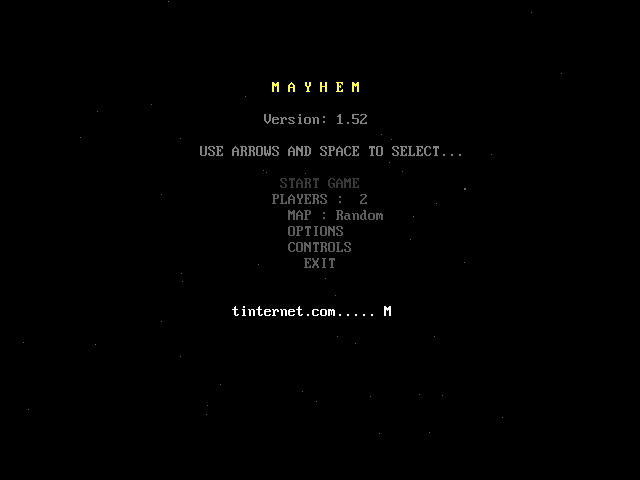 M A Y H E M
Version: 1.52
USE ARROWS AND SPACE TO SELECT...
START GAME
PLAYERS : 2
MAP : Random
OPTIONS
CONTROLS
EXIT
tinternet.com..... M